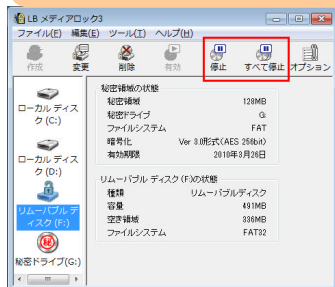 LB メディアロック3
ファイル(F) 編集(E) ツール(T) ヘルプ(H)
作成 変更 削除 有効 停止 すべて停止 オプション
ローカル ディスク (C:)
ローカル ディスク (D:)
リムーバブル ディスク (F:)
秘密ドライブ(G:)
秘密領域の状態
秘密領域 128MB
秘密ドライブ G:
ファイルシステム FAT
暗号化 Ver 3.0形式(AES 256bit)
有効期限 2010年3月26日
リムーバブル ディスク (F:)の状態
種類 リムーバブルディスク
容量 491MB
空き領域 336MB
ファイルシステム FAT32